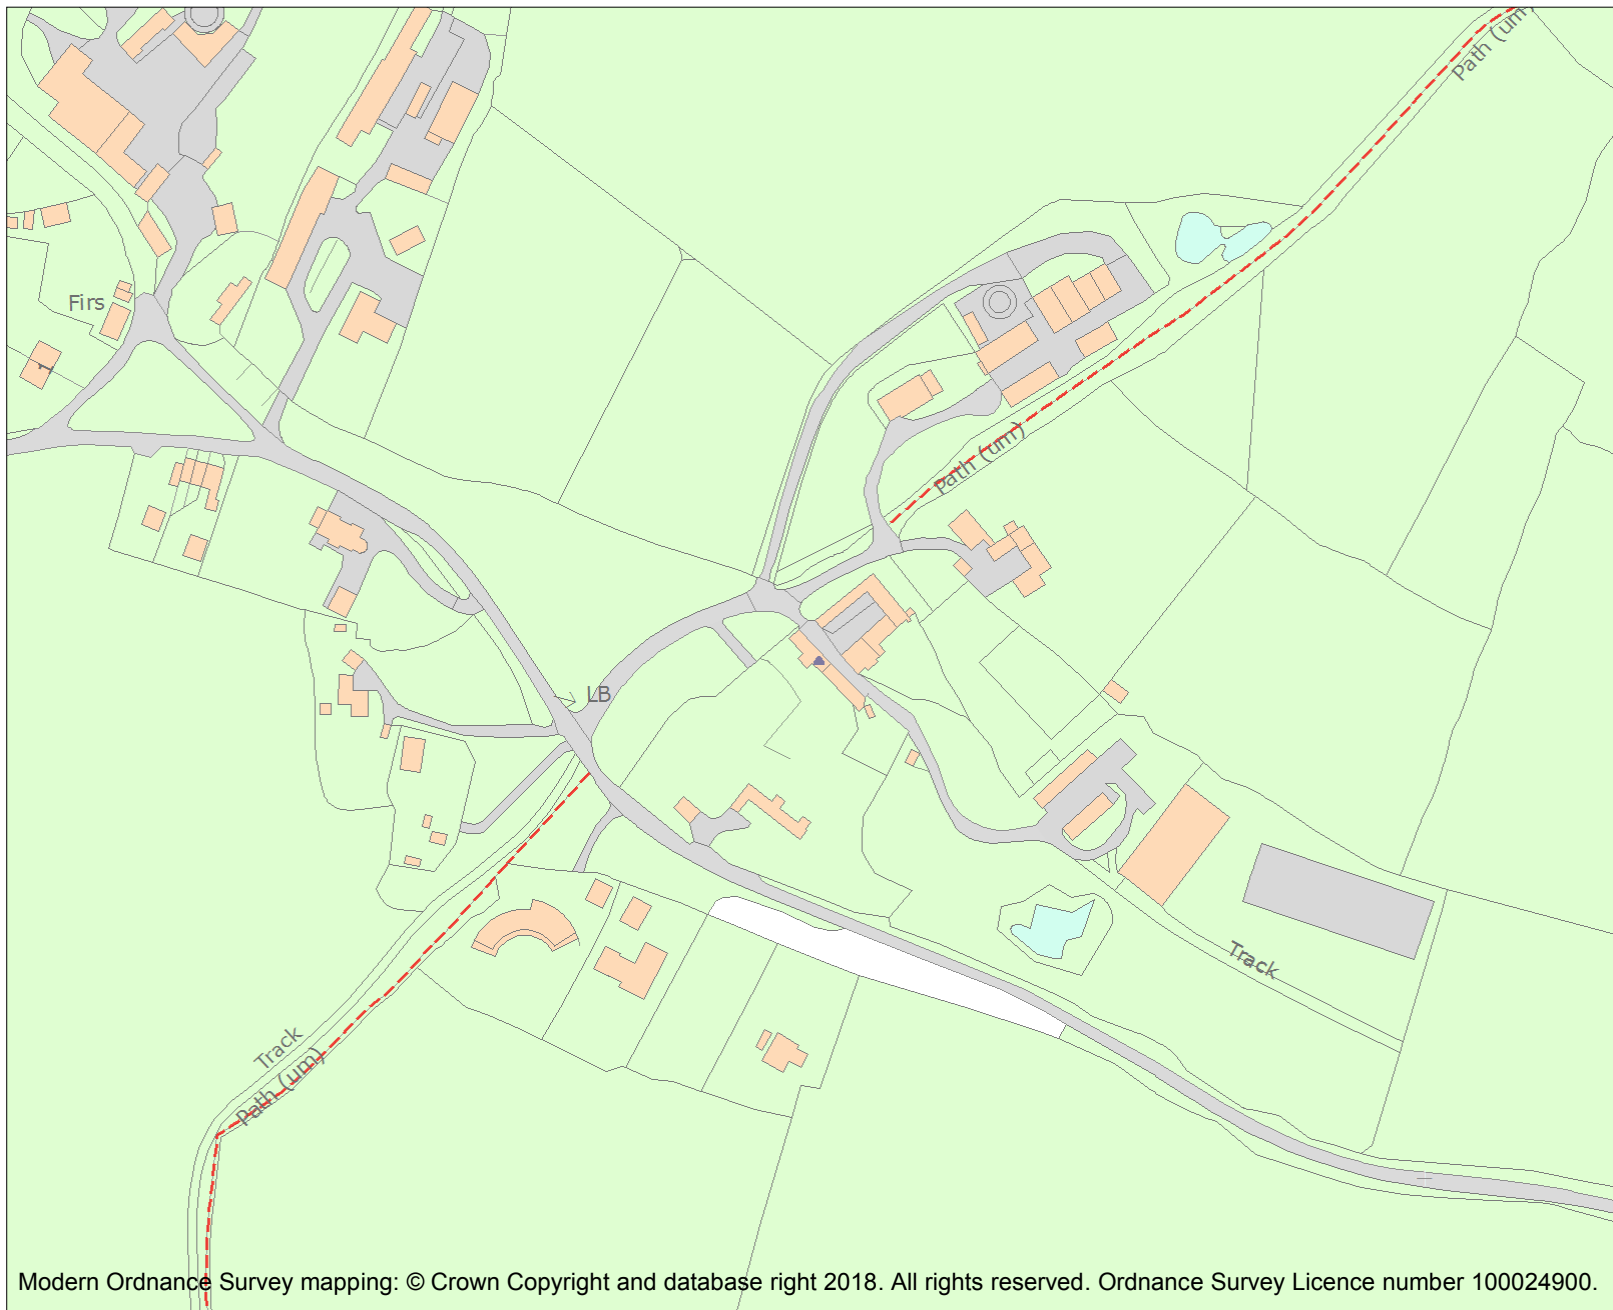 Path (um)
Firs
1
Path (um)
LB
Track
Track
Path (um)
Modern Ordnance Survey mapping: © Crown Copyright and database right 2018. All rights reserved. Ordnance Survey Licence number 100024900.